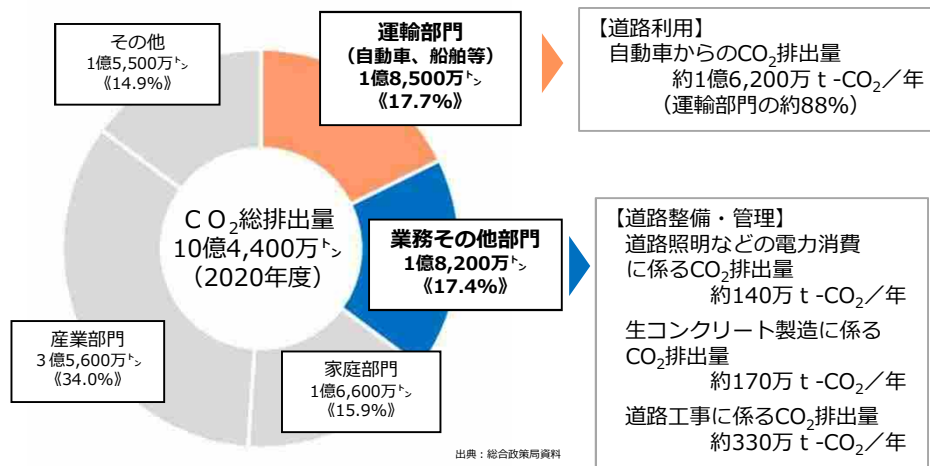 その他
1億5,500万㌧
《14.9%》
運輸部門
（自動車、船舶等）
1億8,500万㌧
《17.7%》
【道路利用】
自動車からのCO₂排出量
約1億6,200万ｔ-CO₂／年
（運輸部門の約88%）
ＣＯ₂総排出量
10億4,400万㌧
（2020年度）
業務その他部門
1億8,200万㌧
《17.4%》
【道路整備・管理】
道路照明などの電力消費
に係るCO₂排出量
約140万ｔ-CO₂／年
生コンクリート製造に係る
CO₂排出量
約170万ｔ-CO₂／年
道路工事に係るCO₂排出量
約330万ｔ-CO₂／年
産業部門
3億5,600万㌧
《34.0%》
家庭部門
1億6,600万㌧
《15.9%》
出典：総合政策局資料